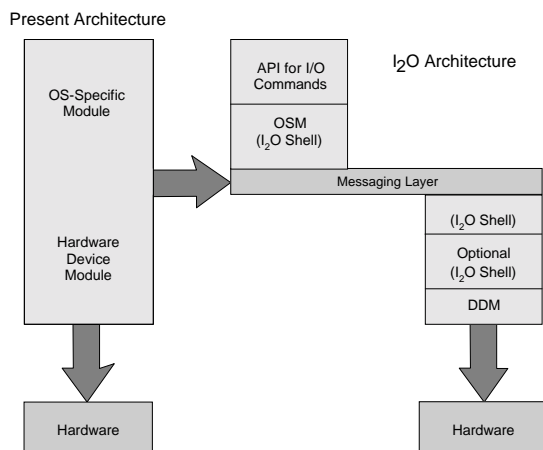 Present Architecture
OS-Specific
Module
Hardware
Device
Module
Hardware
I2O Architecture
API for I/O
Commands
OSM
(I2O Shell)
Messaging Layer
(I2O Shell)
Optional
(I2O Shell)
DDM
Hardware